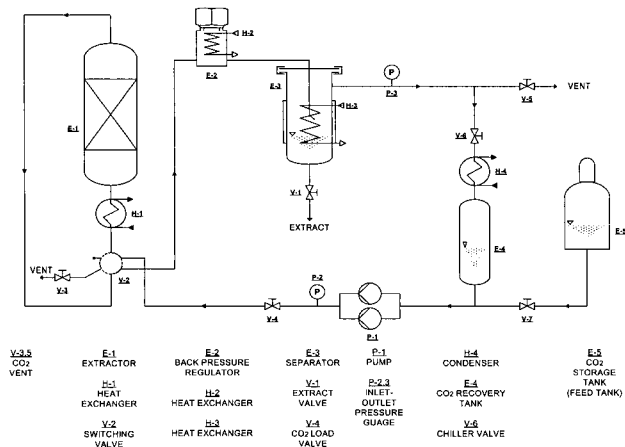 H-2
E-2
E-3
H-3
P
P-3
V-5
VENT
V-6
E-1
H-4
H-1
V-1
EXTRACT
E-4
E-5
VENT
V-3
V-2
P-2
P
V-4
P-1
V-7
V-3,5
CO2
VENT
E-1
EXTRACTOR
H-1
HEAT
EXCHANGER
V-2
SWITCHING
VALVE
E-2
BACK PRESSURE
REGULATOR
H-2
HEAT EXCHANGER
H-3
HEAT EXCHANGER
E-3
SEPARATOR
V-1
EXTRACT
VALVE
V-4
CO2 LOAD
VALVE
P-1
PUMP
P-2,3
INLET-
OUTLET
PRESSURE
GUAGE
H-4
CONDENSER
E-4
CO2 RECOVERY
TANK
V-6
CHILLER VALVE
E-5
CO2
STORAGE
TANK
(FEED TANK)